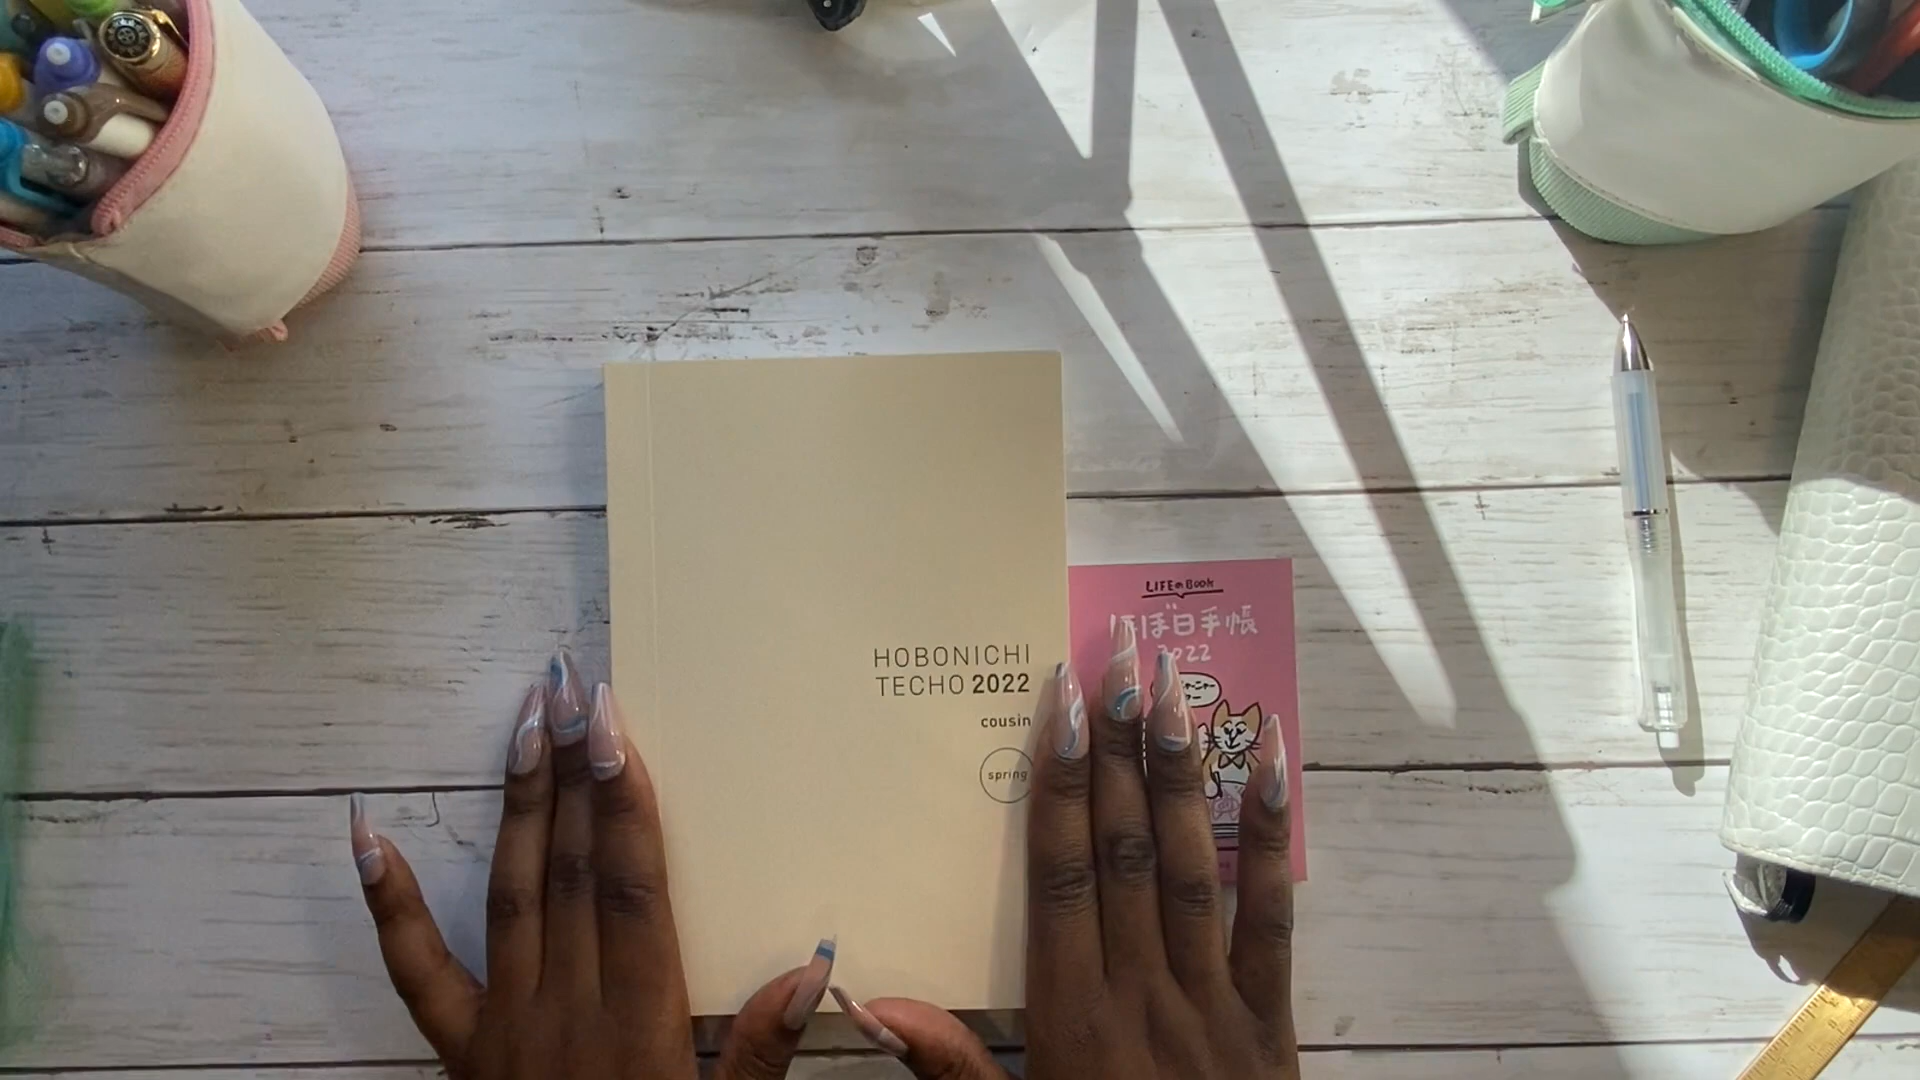 HOBONICHI
TECHO 2022
cousin
spring
LIFEのBOOK
ほぼ日手帳
2022